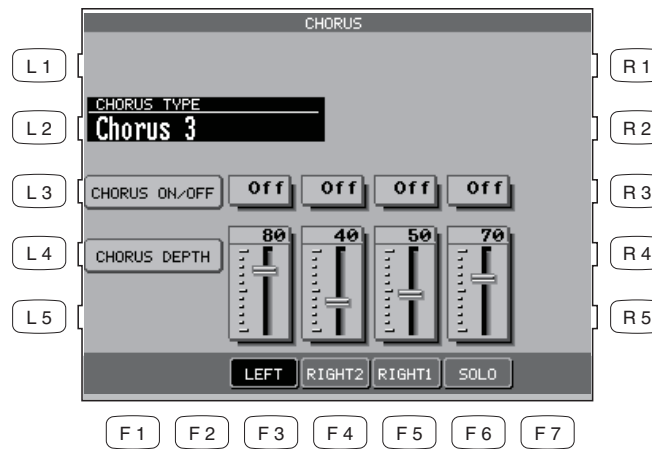 CHORUS
L 1
R 1
CHORUS TYPE
L 2
Chorus 3
R 2
L 3
CHORUS ON/OFF
Off
Off
Off
Off
R 3
80
40
50
70
L 4
CHORUS DEPTH
R 4
L 5
R 5
LEFT
RIGHT2
RIGHT1
SOLO
F 1
F 2
F 3
F 4
F 5
F 6
F 7